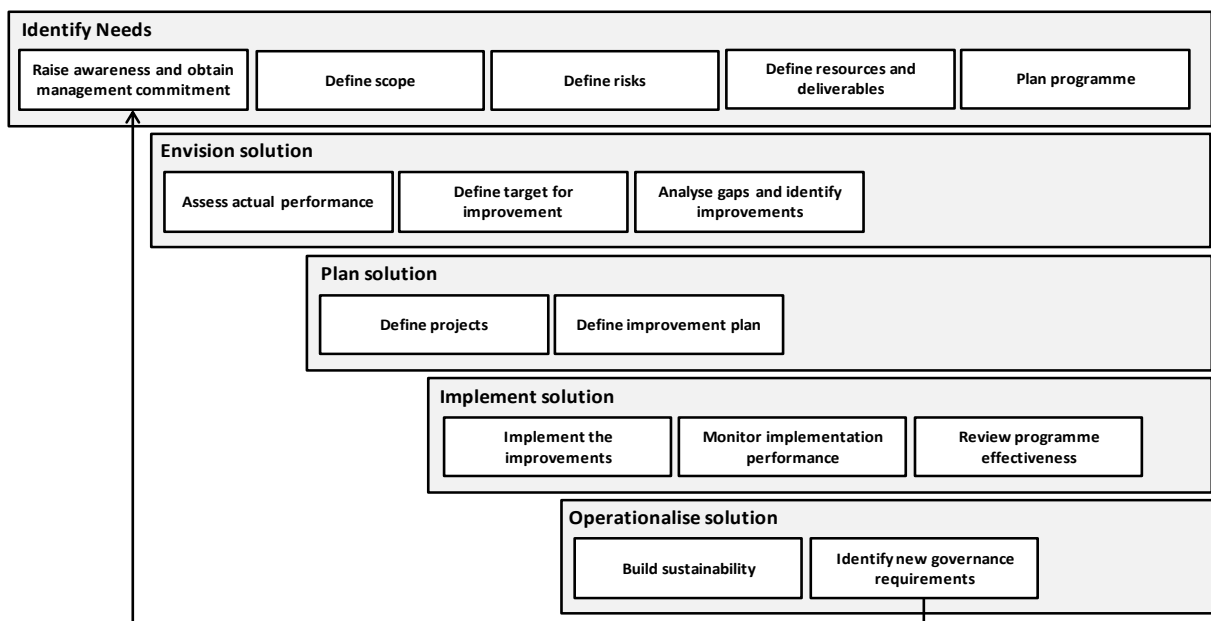 Identify Needs
Raise awareness and obtain
management commitment
Define scope
Define risks
Define resources and
deliverables
Plan programme
Envision solution
Assess actual performance
Define target for
improvement
Analyse gaps and identify
improvements
Plan solution
Define projects
Define improvement plan
Implement solution
Implement the
improvements
Monitor implementation
performance
Review programme
effectiveness
Operationalise solution
Build sustainability
Identify new governance
requirements